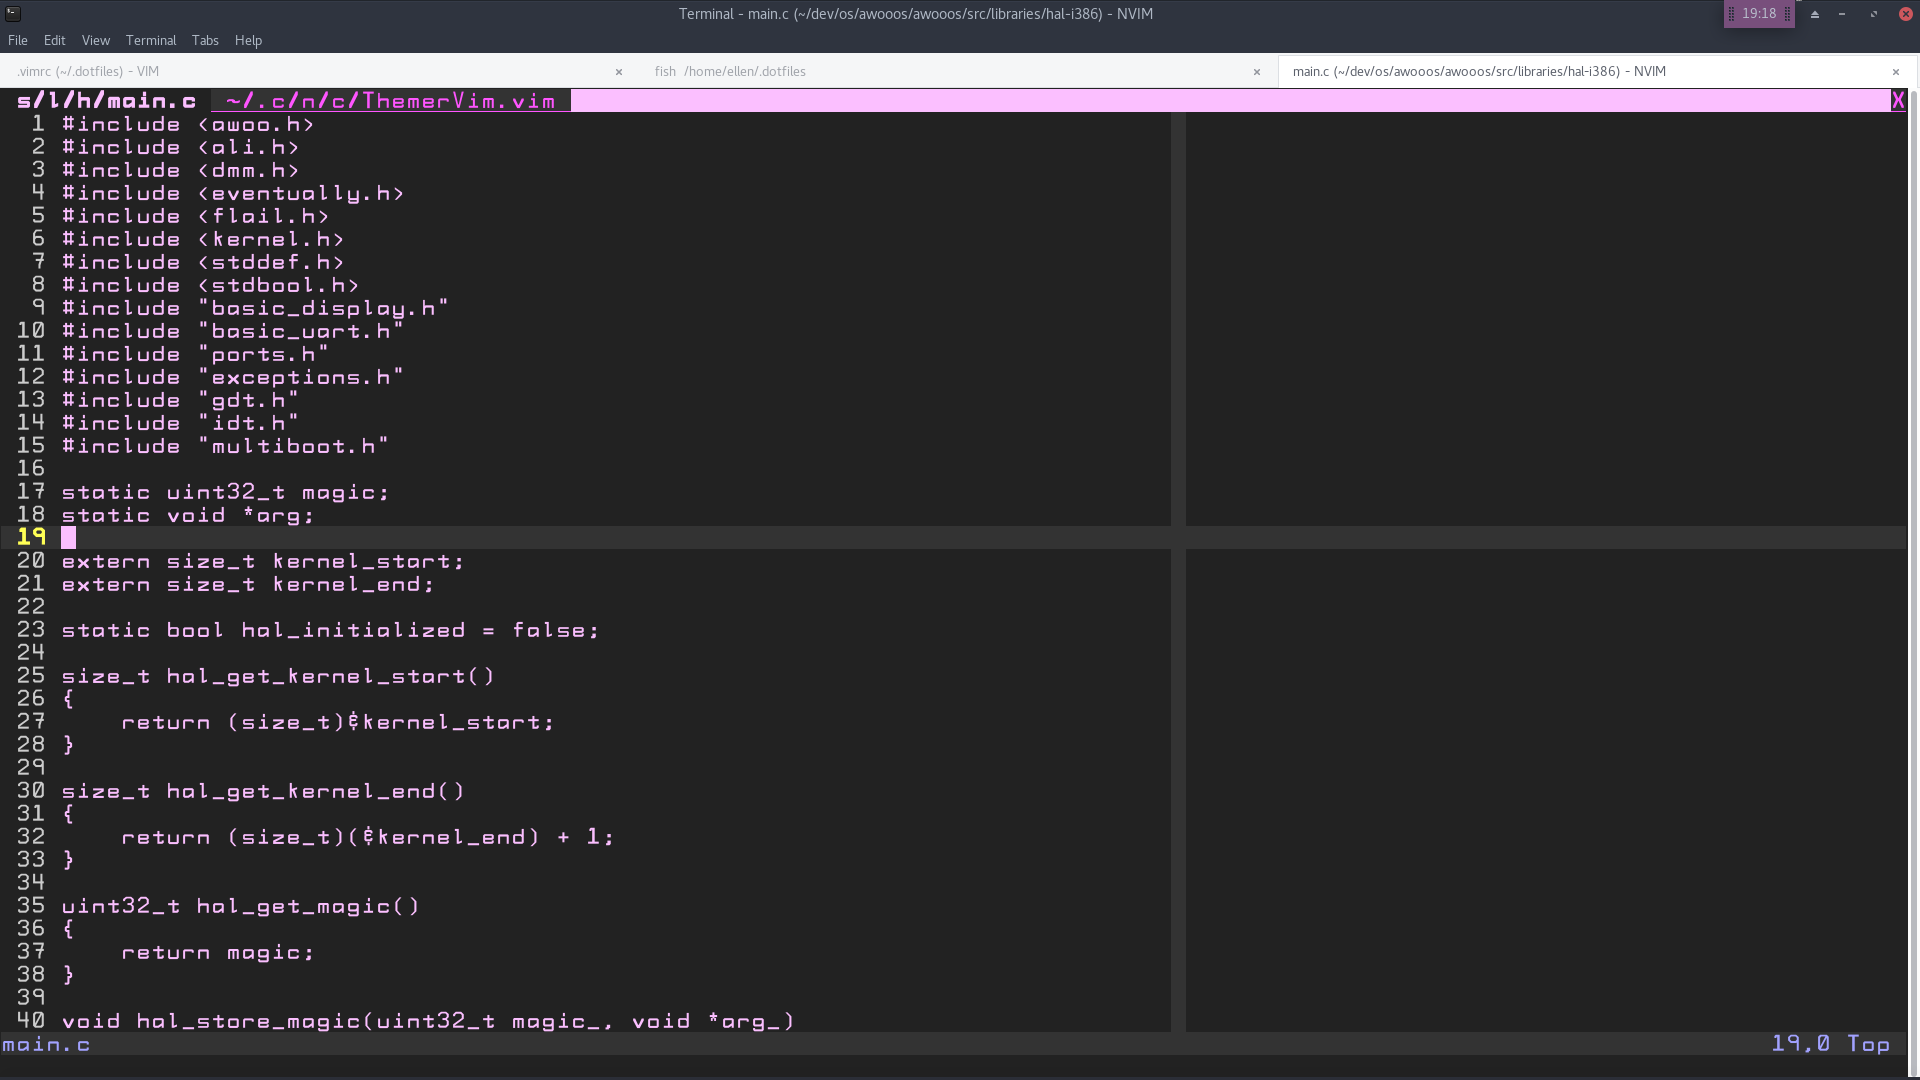 Terminal - main.c (~/dev/os/awooos/awooos/src/libraries/hal-i386) - NVIM
19:18
File Edit View Terminal Tabs Help
.vimrc (~/.dotfiles) - VIM × fish /home/ellen/.dotfiles × main.c (~/dev/os/awooos/awooos/src/libraries/hal-i386) - NVIM ×
s/l/h/main.c ~/.c/n/c/ThemerVim.vim X
1 #include <awoo.h>
2 #include <ali.h>
3 #include <dmm.h>
4 #include <eventually.h>
5 #include <flail.h>
6 #include <kernel.h>
7 #include <stddef.h>
8 #include <stdbool.h>
9 #include "basic_display.h"
10 #include "basic_uart.h"
11 #include "ports.h"
12 #include "exceptions.h"
13 #include "gdt.h"
14 #include "idt.h"
15 #include "multiboot.h"
16
17 static uint32_t magic;
18 static void *arg;
19
20 extern size_t kernel_start;
21 extern size_t kernel_end;
22
23 static bool hal_initialized = false;
24
25 size_t hal_get_kernel_start()
26 {
27     return (size_t)&kernel_start;
28 }
29
30 size_t hal_get_kernel_end()
31 {
32     return (size_t)(&kernel_end) + 1;
33 }
34
35 uint32_t hal_get_magic()
36 {
37     return magic;
38 }
39
40 void hal_store_magic(uint32_t magic_, void *arg_)
main.c 19,0 Top